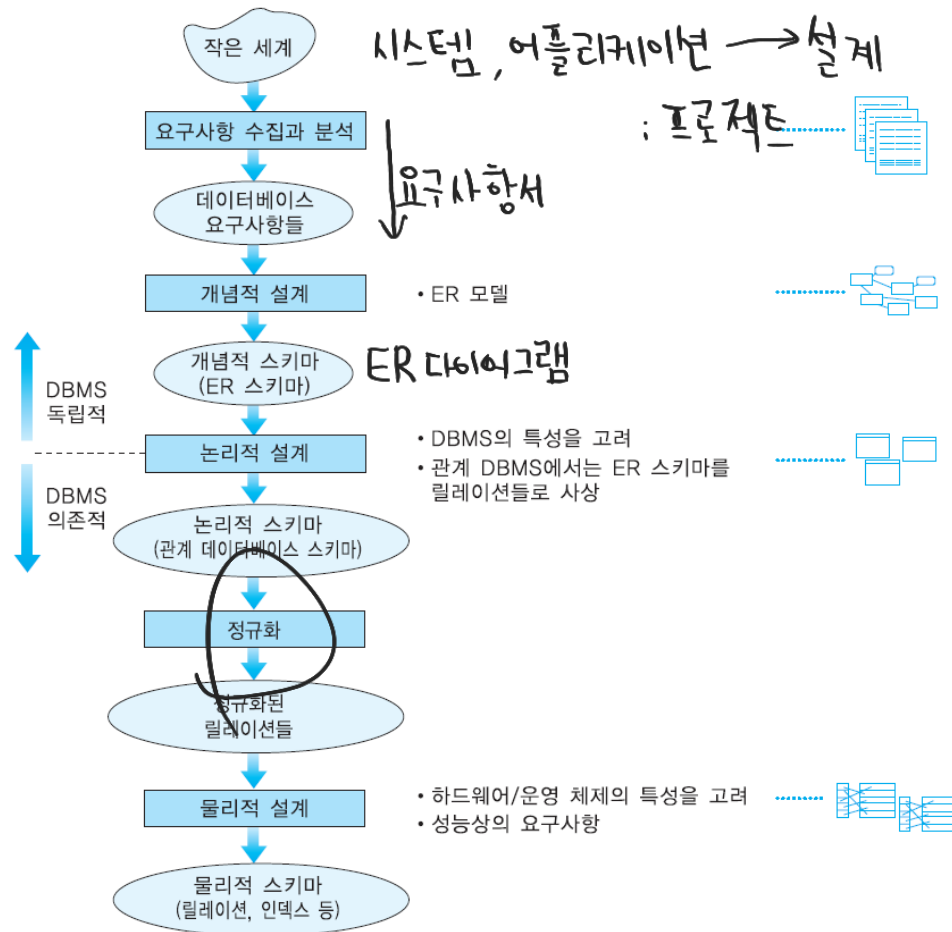 작은 세계
시스템, 어플리케이션 → 설계
: 프로젝트
요구사항 수집과 분석
요구사항서
데이터베이스
요구사항들
개념적 설계
• ER 모델
개념적 스키마
(ER 스키마)
ER 다이어그램
DBMS
독립적
논리적 설계
• DBMS의 특성을 고려
• 관계 DBMS에서는 ER 스키마를
릴레이션들로 사상
DBMS
의존적
논리적 스키마
(관계 데이터베이스 스키마)
정규화
정규화된
릴레이션들
물리적 설계
• 하드웨어/운영 체제의 특성을 고려
• 성능상의 요구사항
물리적 스키마
(릴레이션, 인덱스 등)